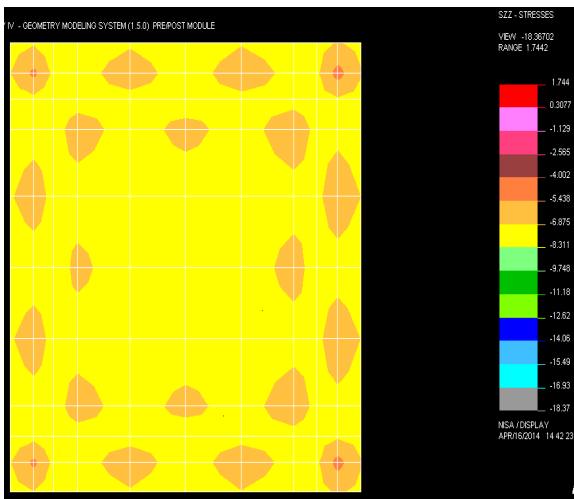 / IV - GEOMETRY MODELING SYSTEM (1.5.0) PRE/POST MODULE
SZZ - STRESSES
VIEW -18.36702
RANGE 1.7442
1.744
0.3077
-1.129
-2.565
-4.002
-5.438
-6.875
-8.311
-9.748
-11.18
-12.62
-14.06
-15.49
-16.93
-18.37
NISA / DISPLAY
APR/16/2014 14 42 23